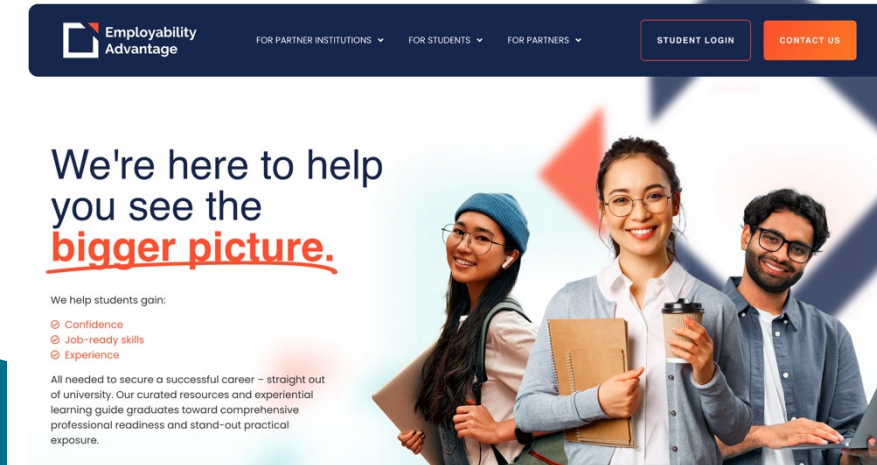 Employability
Advantage
FOR PARTNER INSTITUTIONS
FOR STUDENTS
FOR PARTNERS
STUDENT LOGIN
CONTACT US
We're here to help
you see the
bigger picture.
We help students gain:
Confidence
Job-ready skills
Experience
All needed to secure a successful career – straight out
of university. Our curated resources and experiential
learning guide graduates toward comprehensive
professional readiness and stand-out practical
exposure.